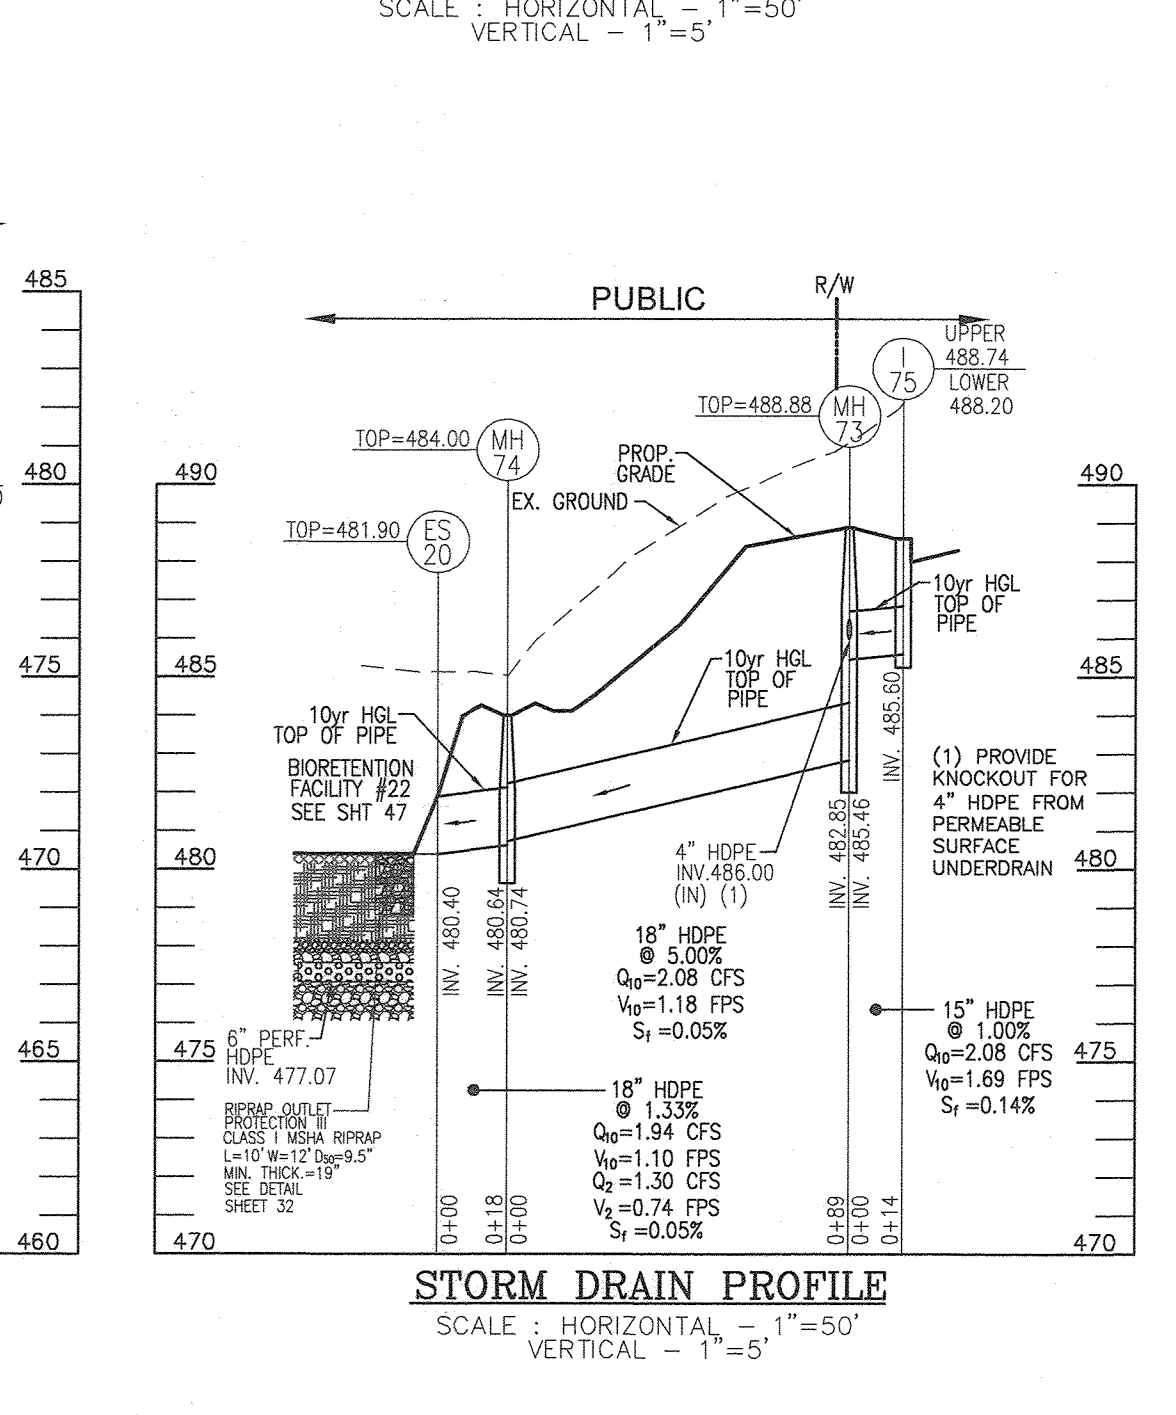 SCALE : HORIZONTAL – 1"=50'
VERTICAL – 1"=5'
485
480
475
470
465
460
PUBLIC
R/W
I
75
UPPER
488.74
LOWER
488.20
TOP=488.88
MH
73
TOP=484.00
MH
74
TOP=481.90
ES
20
PROP.
GRADE
EX. GROUND
490
485
480
475
470
490
485
480
475
470
10yr HGL
TOP OF
PIPE
10yr HGL
TOP OF
PIPE
10yr HGL
TOP OF PIPE
BIORETENTION
FACILITY #22
SEE SHT 47
(1) PROVIDE
KNOCKOUT FOR
4" HDPE FROM
PERMEABLE
SURFACE
UNDERDRAIN
4" HDPE
INV.486.00
(IN) (1)
INV. 480.40
INV. 480.64
INV. 480.74
INV. 482.85
INV. 485.46
INV. 485.60
18" HDPE
@ 5.00%
Q10=2.08 CFS
V10=1.18 FPS
Sf =0.05%
15" HDPE
@ 1.00%
Q10=2.08 CFS
V10=1.69 FPS
Sf =0.14%
18" HDPE
@ 1.33%
Q10=1.94 CFS
V10=1.10 FPS
Q2 =1.30 CFS
V2 =0.74 FPS
Sf =0.05%
6" PERF.
HDPE
INV. 477.07
RIPRAP OUTLET
PROTECTION III
CLASS I MSHA RIPRAP
L=10' W=12' D50=9.5"
MIN. THICK.=19"
SEE DETAIL
SHEET 32
0+00
0+18
0+00
0+89
0+00
0+14
STORM DRAIN PROFILE
SCALE : HORIZONTAL – 1"=50'
VERTICAL – 1"=5'